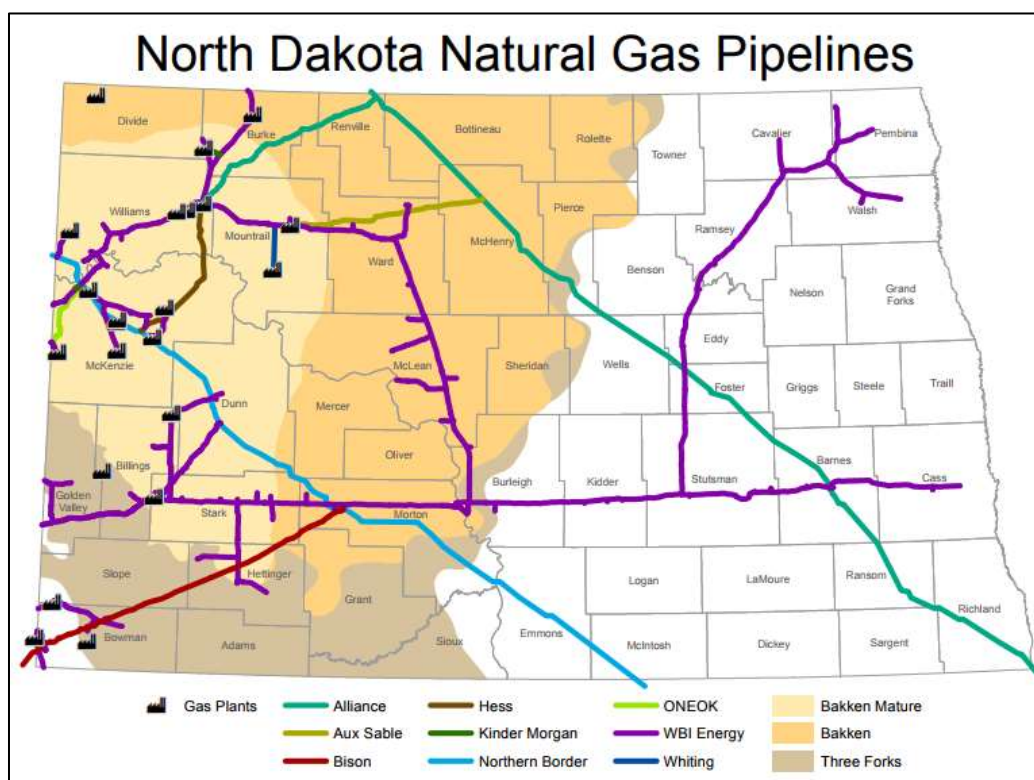 North Dakota Natural Gas Pipelines
Divide
Burke
Renville
Bottineau
Rolette
Towner
Cavalier
Pembina
Williams
Mountrail
Ward
McHenry
Pierce
Ramsey
Walsh
Benson
Nelson
Grand
Forks
McKenzie
McLean
Sheridan
Wells
Eddy
Foster
Griggs
Steele
Traill
Dunn
Mercer
Oliver
Billings
Golden
Valley
Stark
Morton
Burleigh
Kidder
Stutsman
Barnes
Cass
Slope
Hettinger
Grant
Logan
LaMoure
Ransom
Richland
Bowman
Adams
Sioux
Emmons
McIntosh
Dickey
Sargent
Gas Plants
Alliance
Hess
ONEOK
Bakken Mature
Aux Sable
Kinder Morgan
WBI Energy
Bakken
Bison
Northern Border
Whiting
Three Forks